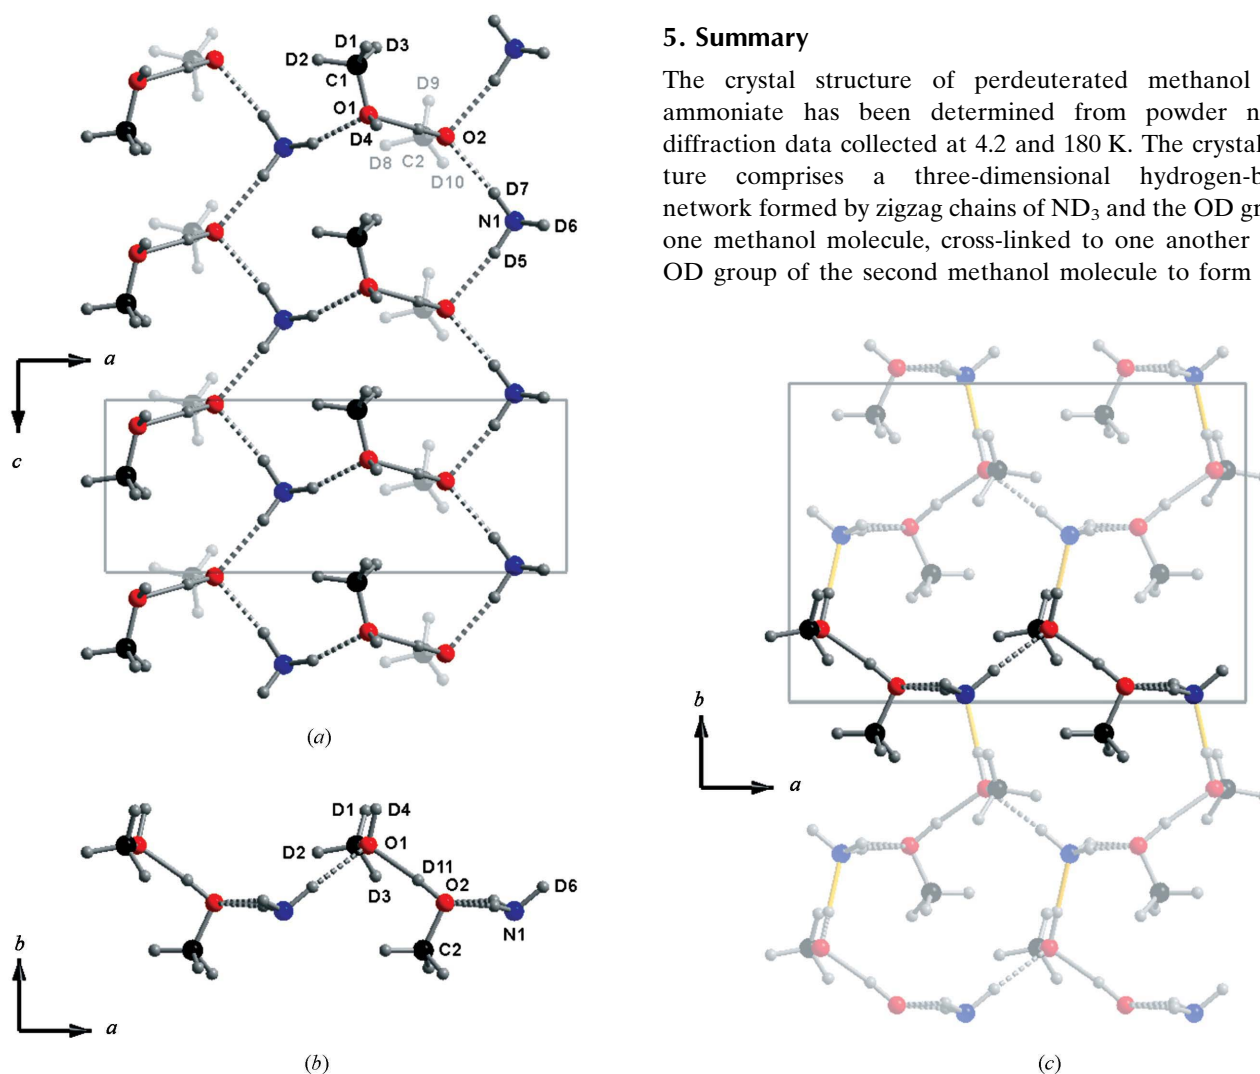 D1
D3
D2
C1
D9
O1
O2
D4
D8
C2
D10
D7
N1
D6
D5
a
c
(a)
D1
D4
D2
O1
D11
D3
O2
D6
N1
C2
b
a
(b)
5. Summary
The crystal structure of perdeuterated methanol
ammoniate has been determined from powder n
diffraction data collected at 4.2 and 180 K. The crystal
ture comprises a three-dimensional hydrogen-b
network formed by zigzag chains of ND₃ and the OD gr
one methanol molecule, cross-linked to one another
OD group of the second methanol molecule to form
b
a
(c)